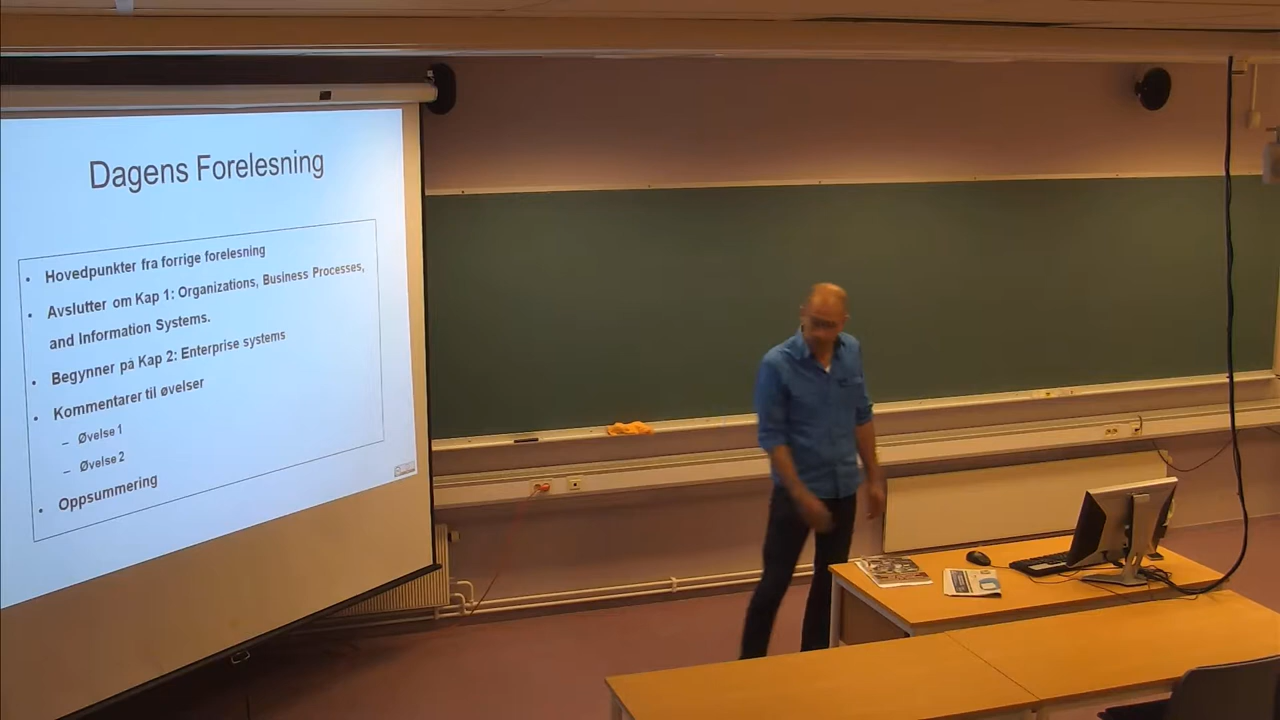 Dagens Forelesning
• Hovedpunkter fra forrige forelesning
• Avslutter om Kap 1: Organizations, Business Processes,
and Information Systems.
• Begynner på Kap 2: Enterprise systems
• Kommentarer til øvelser
– Øvelse 1
– Øvelse 2
• Oppsummering